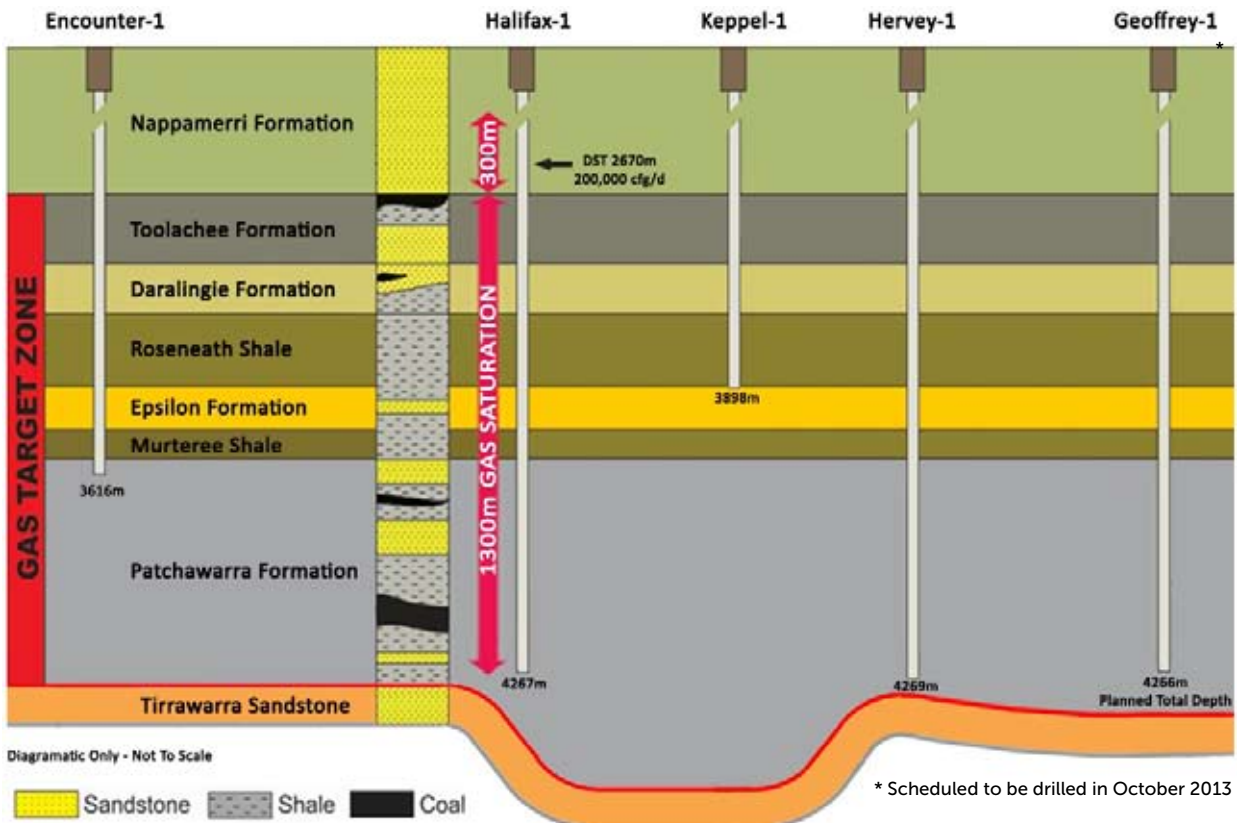 Encounter-1
Halifax-1
Keppel-1
Hervey-1
Geoffrey-1
*
Nappamerri Formation
300m
DST 2670m
200,000 cfg/d
GAS TARGET ZONE
Toolachee Formation
Daralingie Formation
Roseneath Shale
Epsilon Formation
Murteree Shale
Patchawarra Formation
Tirrawarra Sandstone
1300m GAS SATURATION
3616m
4267m
3898m
4269m
4266m
Planned Total Depth
Diagramatic Only - Not To Scale
Sandstone
Shale
Coal
* Scheduled to be drilled in October 2013